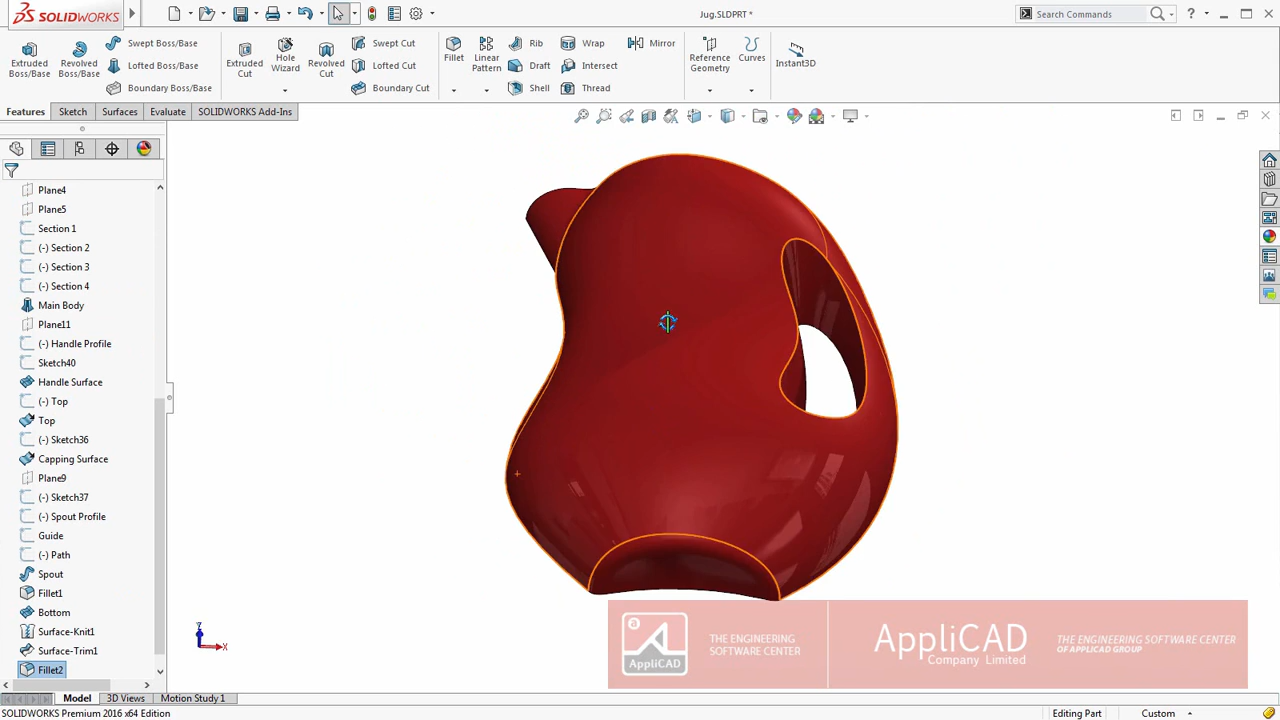 SOLIDWORKS
Jug.SLDPRT *
Search Commands
Extruded Boss/Base
Revolved Boss/Base
Swept Boss/Base
Lofted Boss/Base
Boundary Boss/Base
Extruded Cut
Hole Wizard
Revolved Cut
Swept Cut
Lofted Cut
Boundary Cut
Fillet
Linear Pattern
Rib
Draft
Shell
Wrap
Intersect
Thread
Mirror
Reference Geometry
Curves
Instant3D
Features
Sketch
Surfaces
Evaluate
SOLIDWORKS Add-Ins
Plane4
Plane5
Section 1
(-) Section 2
(-) Section 3
(-) Section 4
Main Body
Plane11
(-) Handle Profile
Sketch40
Handle Surface
(-) Top
Top
(-) Sketch36
Capping Surface
Plane9
(-) Sketch37
(-) Spout Profile
Guide
(-) Path
Spout
Fillet1
Bottom
Surface-Knit1
Surface-Trim1
Fillet2
Y
X
a
AppliCAD
THE ENGINEERING
SOFTWARE CENTER
AppliCAD
Company Limited
THE ENGINEERING SOFTWARE CENTER
OF APPLICAD GROUP
Model
3D Views
Motion Study 1
SOLIDWORKS Premium 2016 x64 Edition
Editing Part
Custom